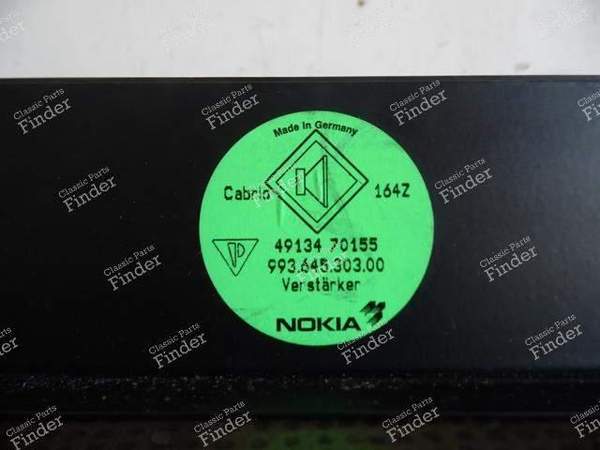 Made in Germany
Cabrio 164Z
49134 70155
993.645.303.00
Verstärker
NOKIA
Classic Parts
Finder